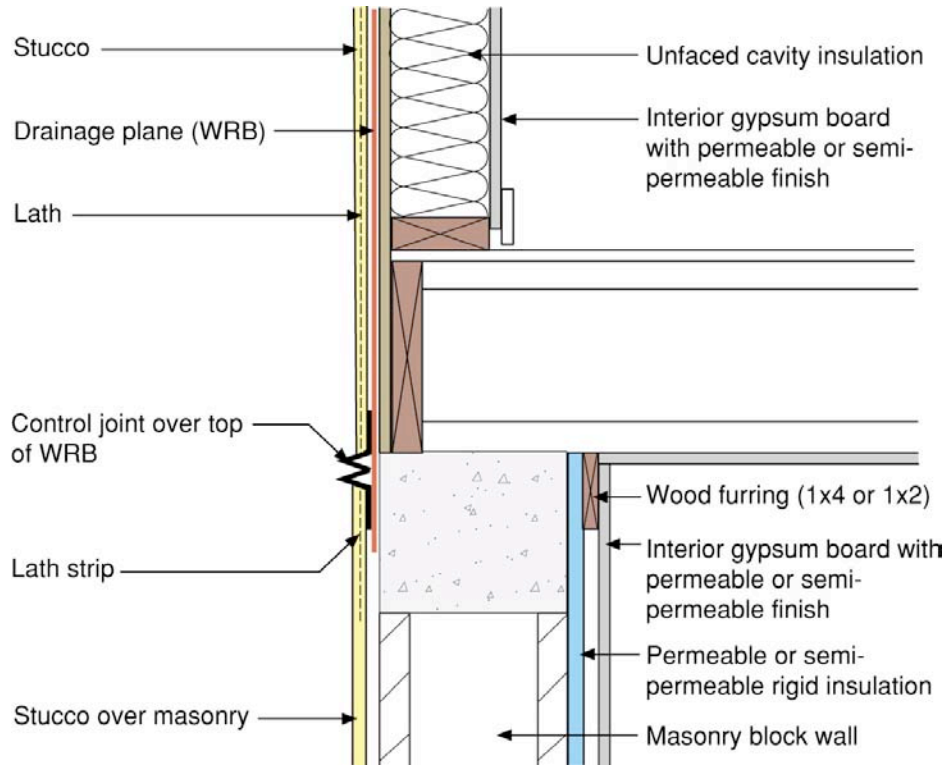 Stucco
Drainage plane (WRB)
Lath
Control joint over top
of WRB
Lath strip
Stucco over masonry
Unfaced cavity insulation
Interior gypsum board
with permeable or semi-
permeable finish
Wood furring (1x4 or 1x2)
Interior gypsum board with
permeable or semi-
permeable finish
Permeable or semi-
permeable rigid insulation
Masonry block wall